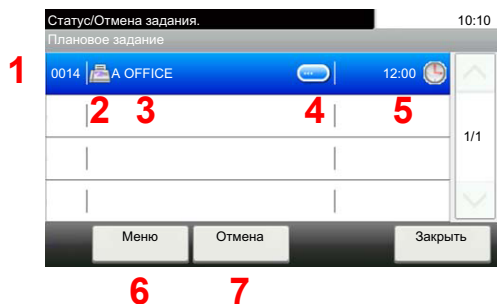 Статус/Отмена задания. 10:10
Плановое задание
1 0014 A OFFICE 12:00
2 3 4 5
1/1
Меню Отмена Закрыть
6 7